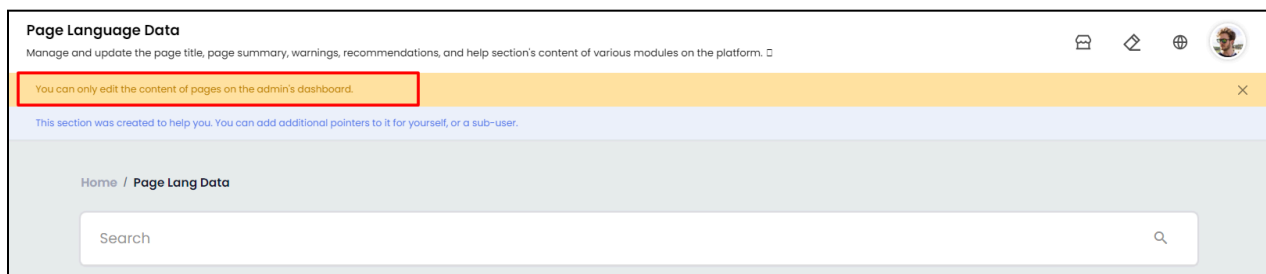 Page Language Data
Manage and update the page title, page summary, warnings, recommendations, and help section's content of various modules on the platform.
You can only edit the content of pages on the admin's dashboard.
This section was created to help you. You can add additional pointers to it for yourself, or a sub-user.
Home / Page Lang Data
Search